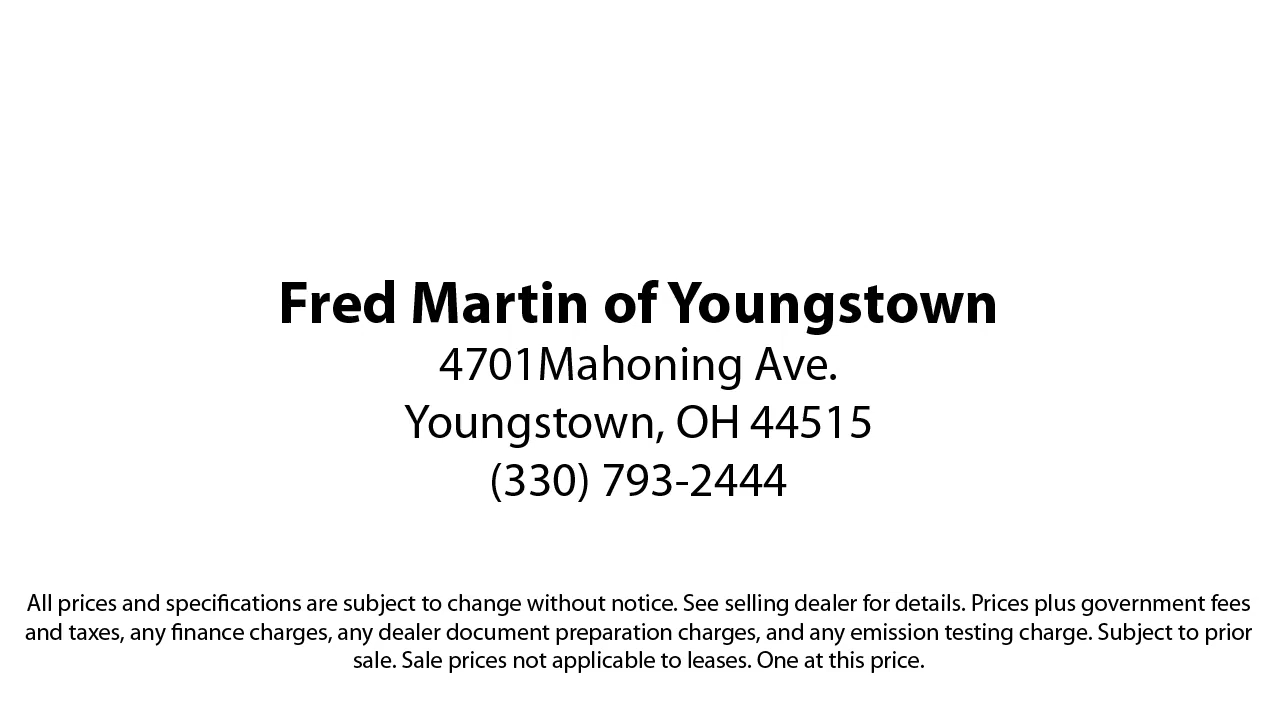 Fred Martin of Youngstown
4701Mahoning Ave.
Youngstown, OH 44515
(330) 793-2444
All prices and specifications are subject to change without notice. See selling dealer for details. Prices plus government fees
and taxes, any finance charges, any dealer document preparation charges, and any emission testing charge. Subject to prior
sale. Sale prices not applicable to leases. One at this price.